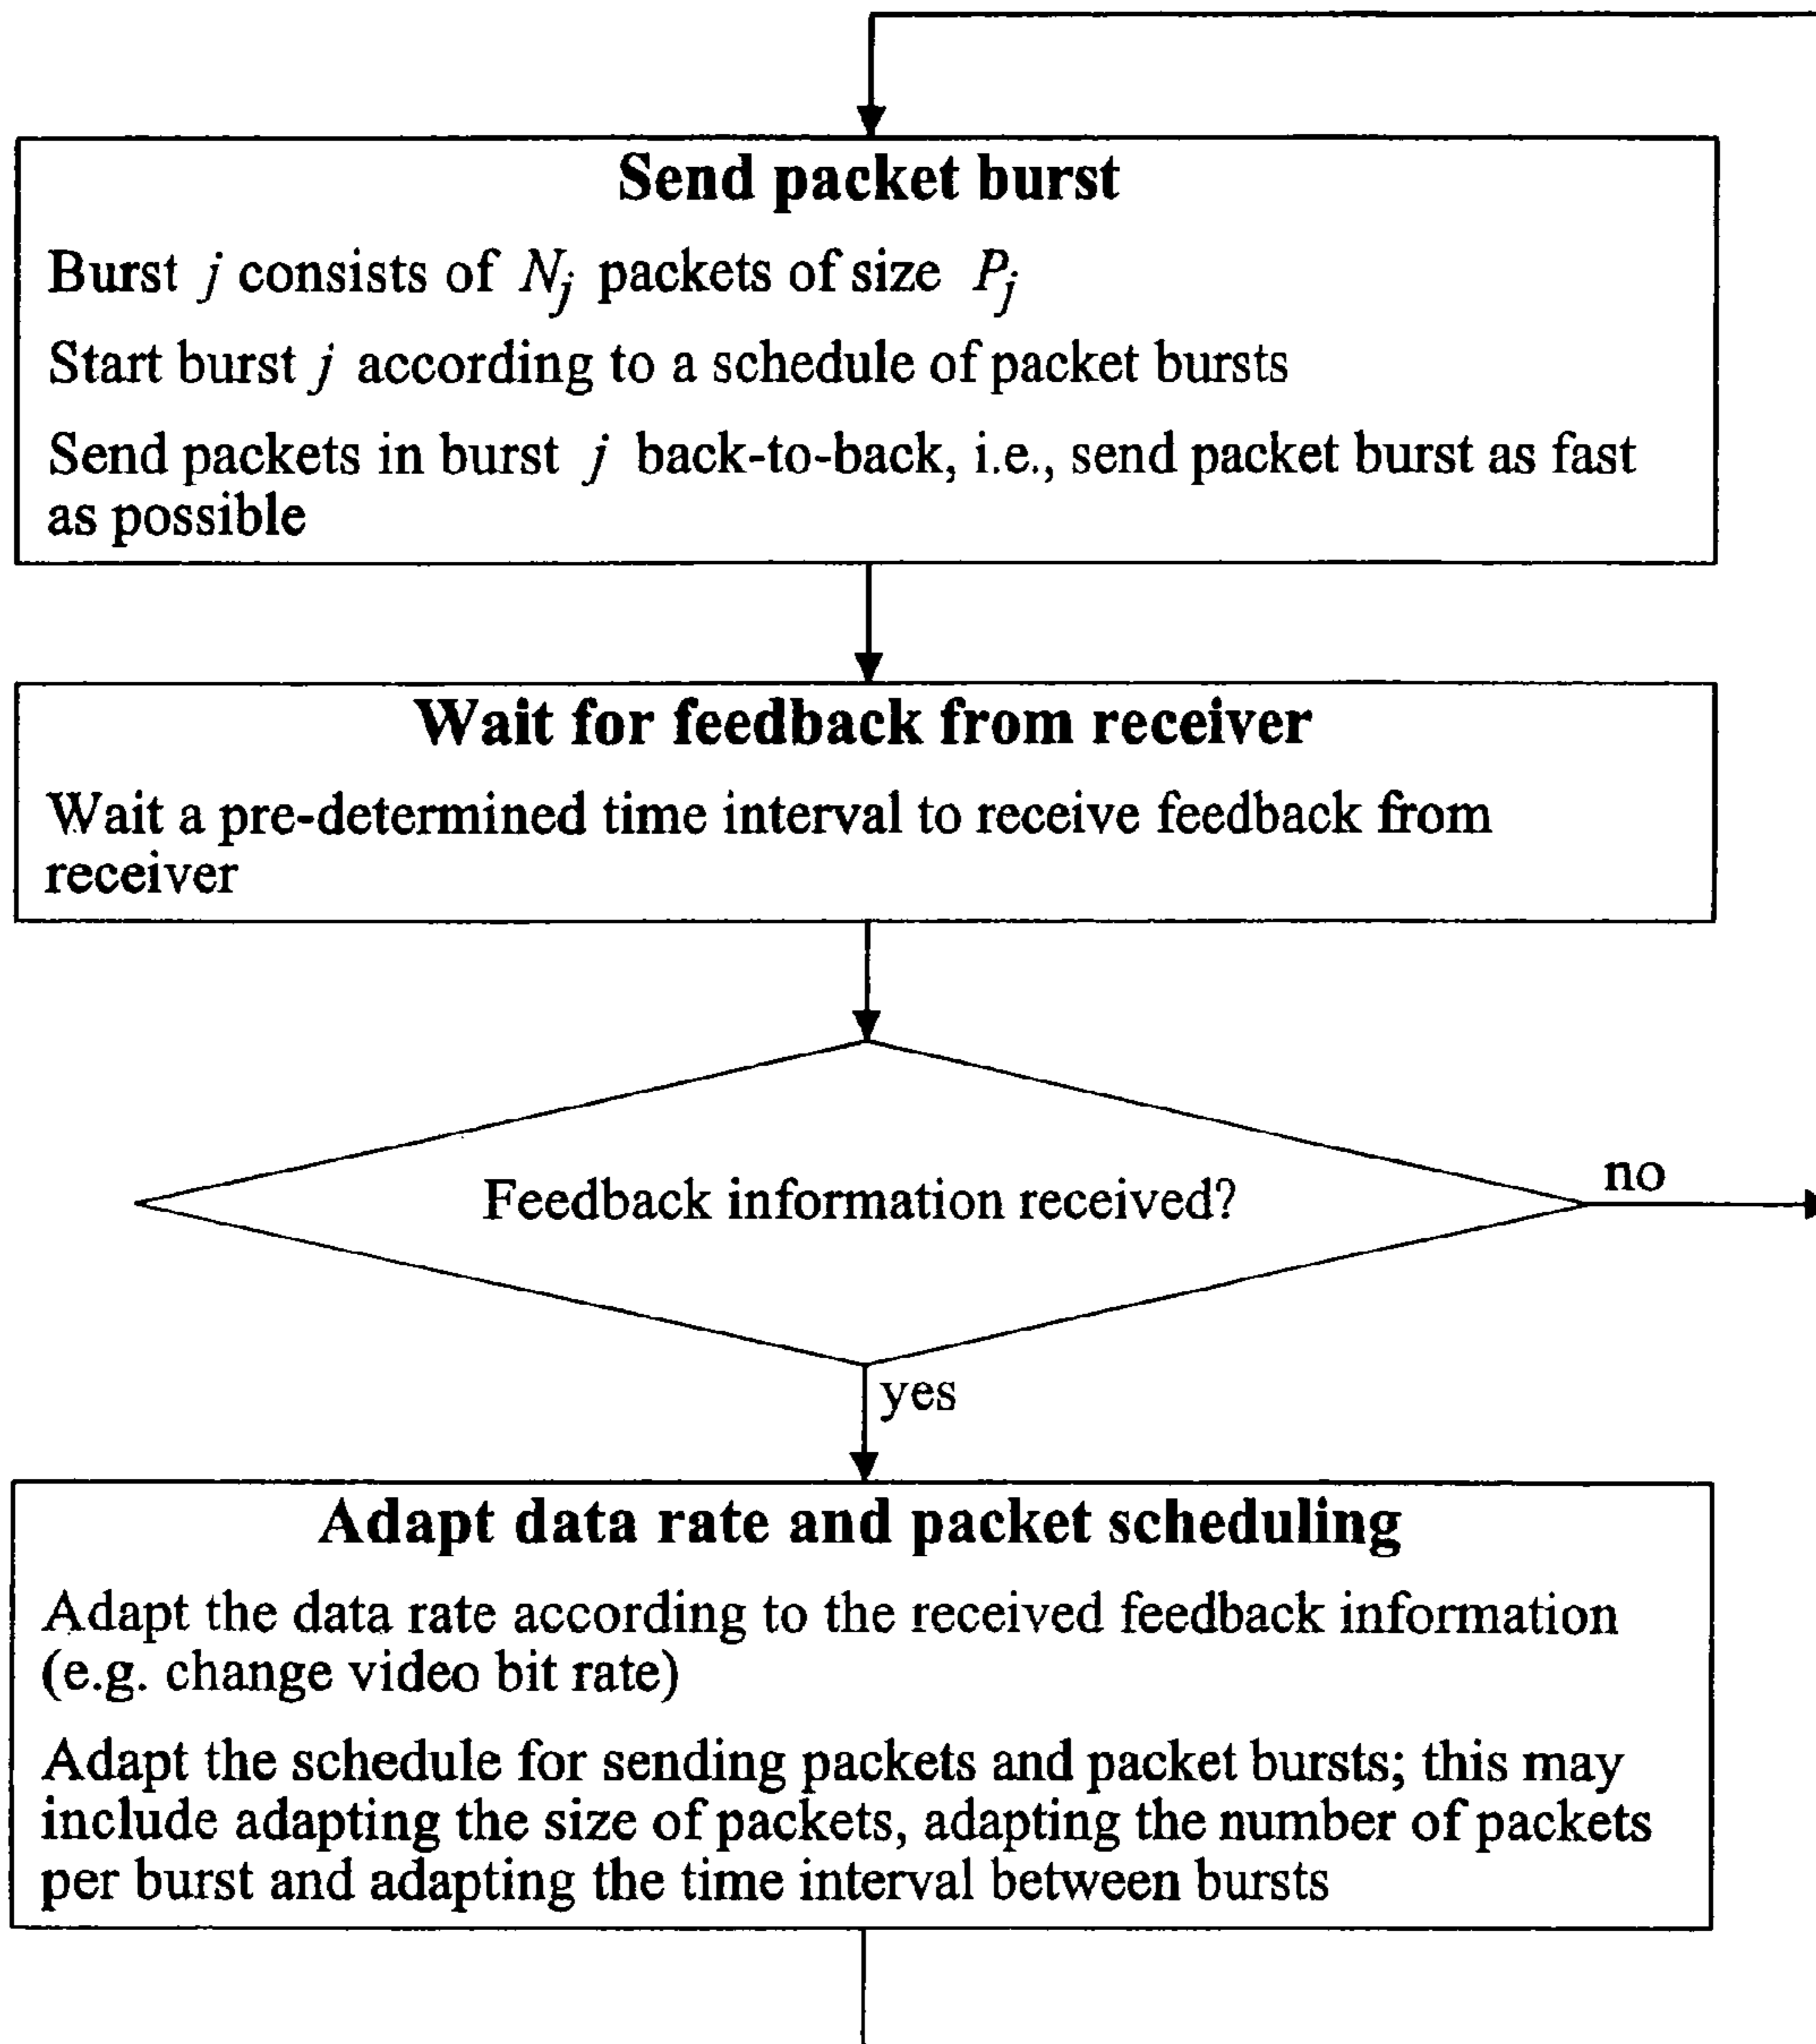 Send packet burst
Burst j consists of Nj packets of size Pj
Start burst j according to a schedule of packet bursts
Send packets in burst j back-to-back, i.e., send packet burst as fast
as possible
Wait for feedback from receiver
Wait a pre-determined time interval to receive feedback from
receiver
Feedback information received?
no
yes
Adapt data rate and packet scheduling
Adapt the data rate according to the received feedback information
(e.g. change video bit rate)
Adapt the schedule for sending packets and packet bursts; this may
include adapting the size of packets, adapting the number of packets
per burst and adapting the time interval between bursts